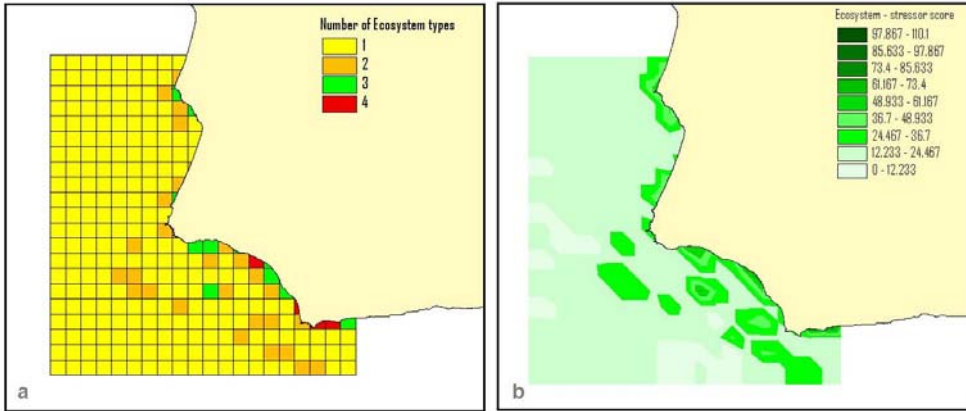 Number of Ecosystem types
1
2
3
4
a
Ecosystem - stressor score
97.867 - 110.1
85.633 - 97.867
73.4 - 85.633
61.167 - 73.4
48.933 - 61.167
36.7 - 48.933
24.467 - 36.7
12.233 - 24.467
0 - 12.233
b